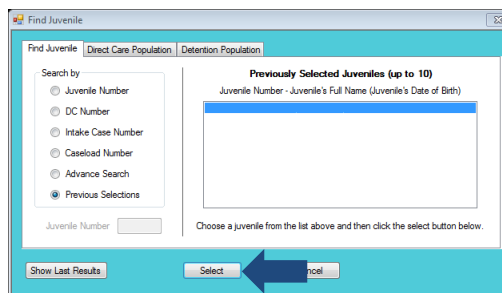 Find Juvenile
Find Juvenile
Direct Care Population
Detention Population
Search by
Juvenile Number
DC Number
Intake Case Number
Caseload Number
Advance Search
Previous Selections
Juvenile Number
Previously Selected Juveniles (up to 10)
Juvenile Number - Juvenile's Full Name (Juvenile's Date of Birth)
Choose a juvenile from the list above and then click the select button below.
Show Last Results
Select
ncel